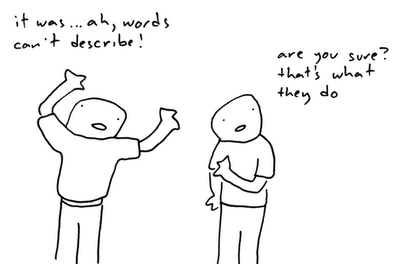 it was... ah, words
can't describe!
are you sure?
that's what
they do